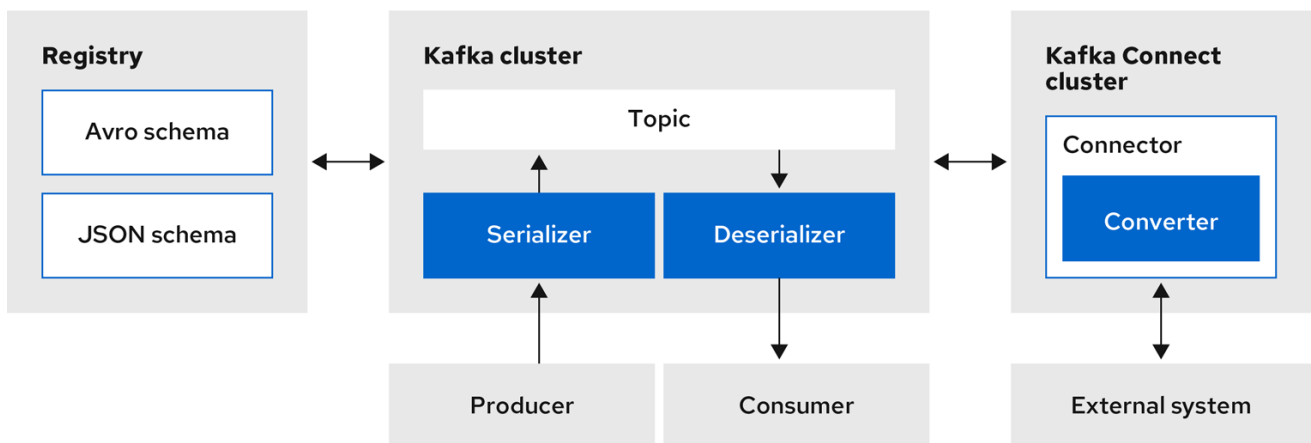 Registry
Avro schema
JSON schema
Kafka cluster
Topic
Serializer
Deserializer
Producer
Consumer
Kafka Connect
cluster
Connector
Converter
External system